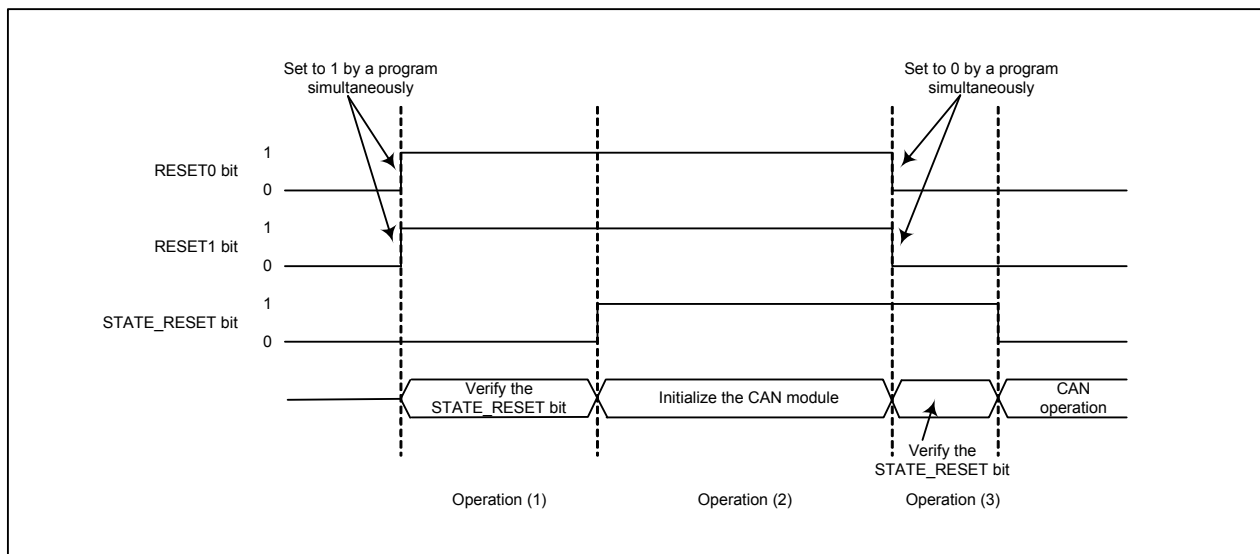 Set to 1 by a program
simultaneously
Set to 0 by a program
simultaneously
RESET0 bit
1
0
RESET1 bit
1
0
STATE_RESET bit
1
0
Verify the
STATE_RESET bit
Initialize the CAN module
CAN
operation
Verify the
STATE_RESET bit
Operation (1)
Operation (2)
Operation (3)